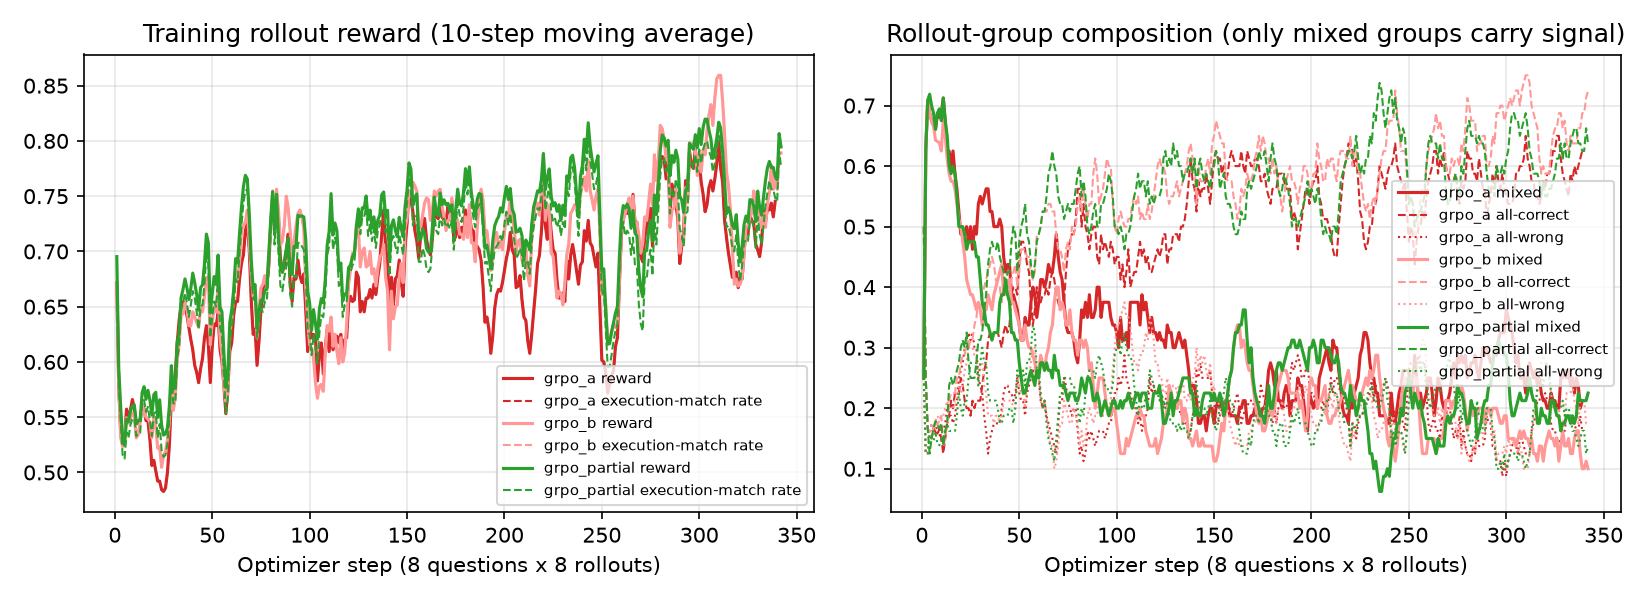 Training rollout reward (10-step moving average)
0.85
0.80
0.75
0.70
0.65
0.60
0.55
0.50
0
50
100
150
200
250
300
350
Optimizer step (8 questions x 8 rollouts)
grpo_a reward
grpo_a execution-match rate
grpo_b reward
grpo_b execution-match rate
grpo_partial reward
grpo_partial execution-match rate
Rollout-group composition (only mixed groups carry signal)
0.7
0.6
0.5
0.4
0.3
0.2
0.1
0
50
100
150
200
250
300
350
Optimizer step (8 questions x 8 rollouts)
grpo_a mixed
grpo_a all-correct
grpo_a all-wrong
grpo_b mixed
grpo_b all-correct
grpo_b all-wrong
grpo_partial mixed
grpo_partial all-correct
grpo_partial all-wrong